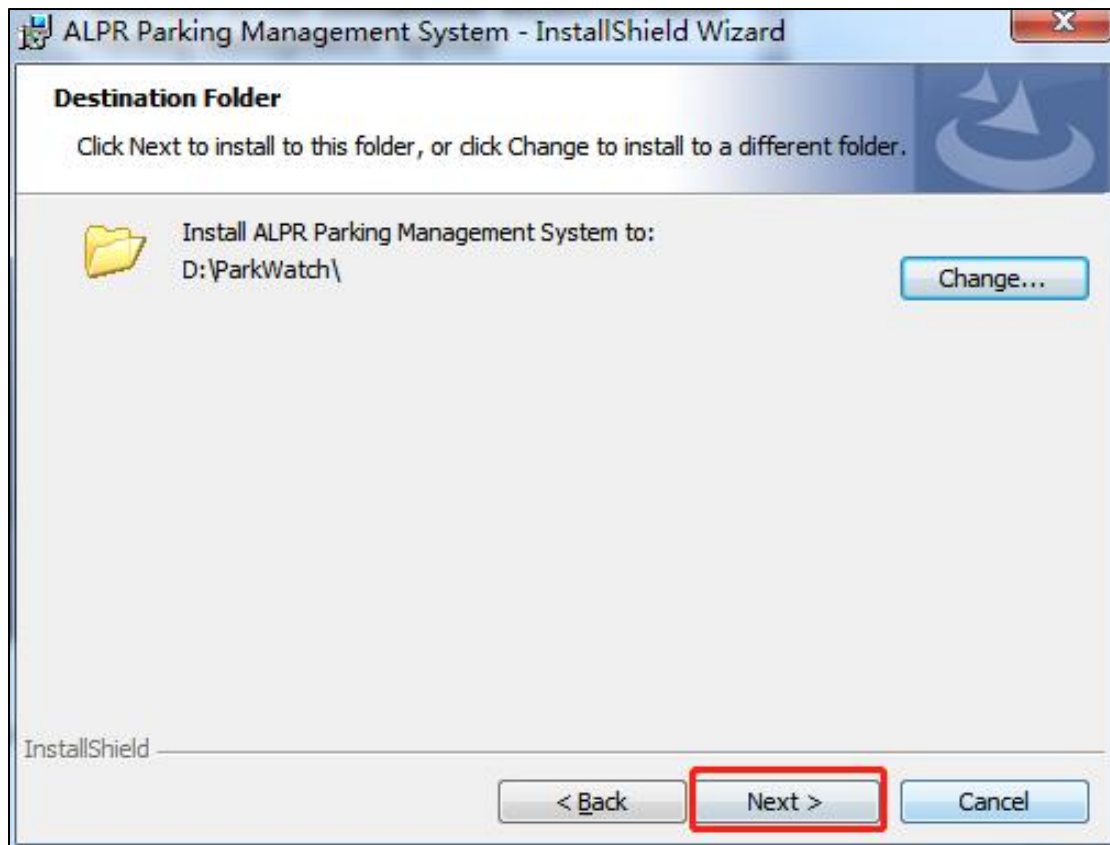 ALPR Parking Management System - InstallShield Wizard
Destination Folder
Click Next to install to this folder, or click Change to install to a different folder.
Install ALPR Parking Management System to:
D:\ParkWatch\
Change...
InstallShield
< Back
Next >
Cancel